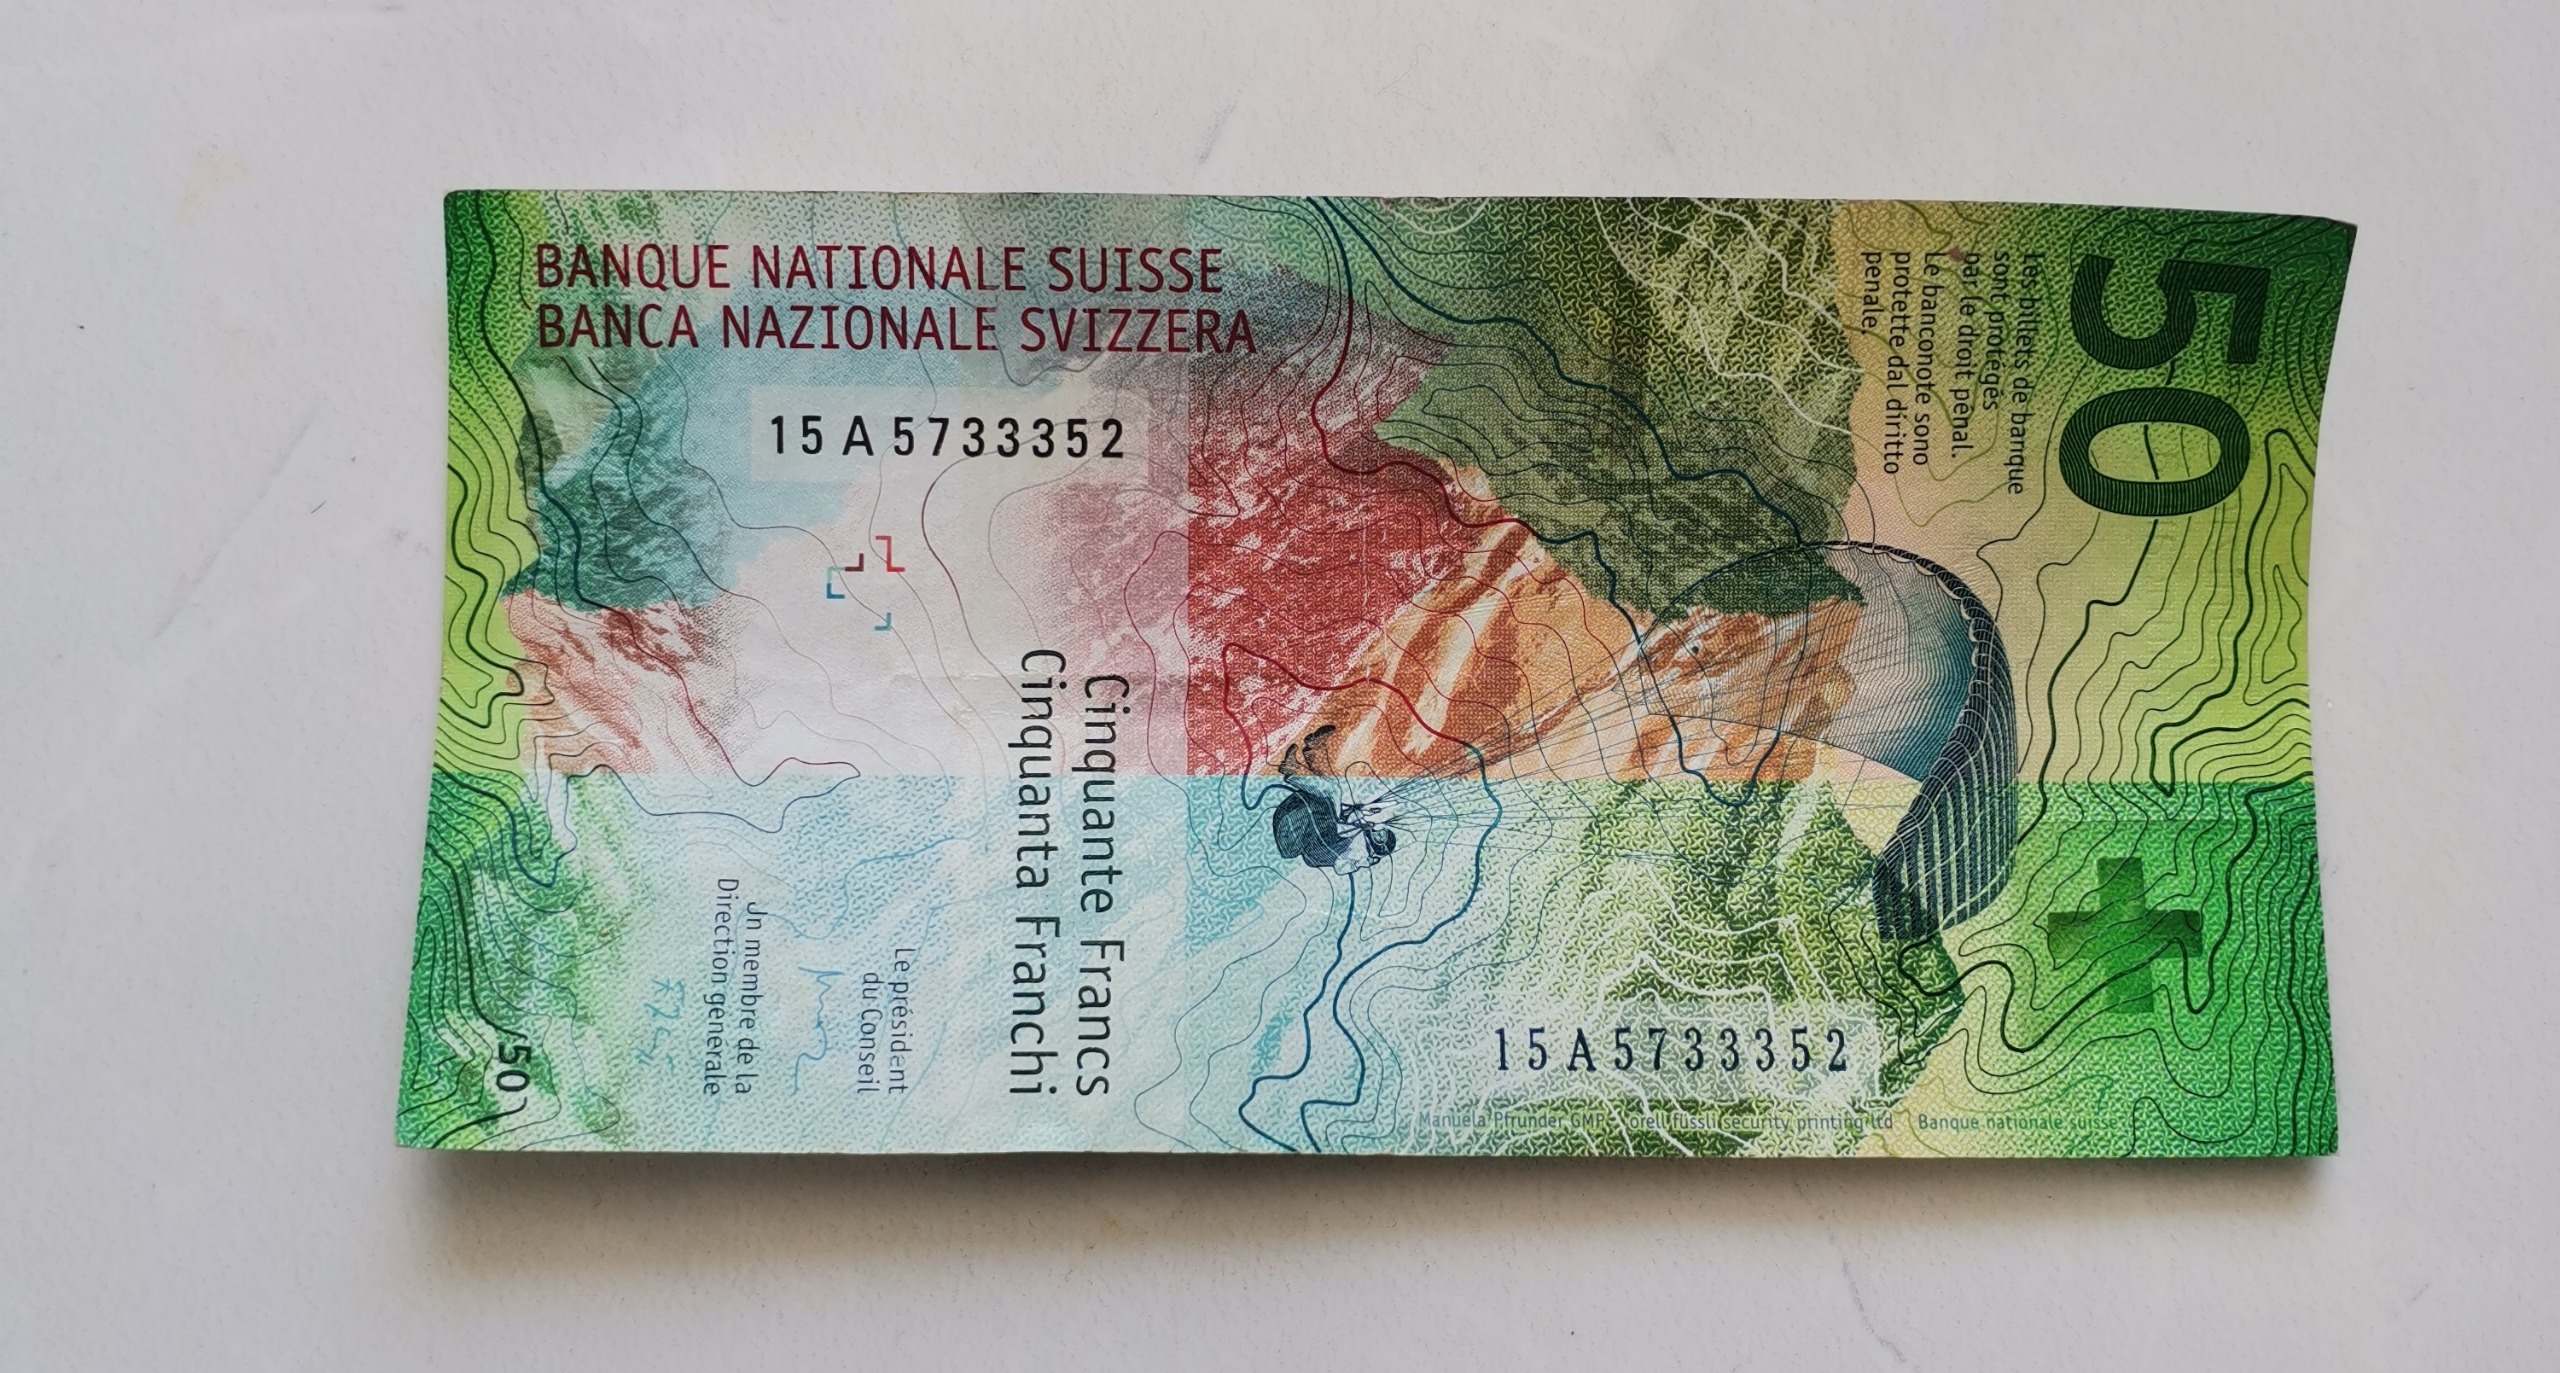 BANQUE NATIONALE SUISSE
BANCA NAZIONALE SVIZZERA
15 A 5733352
50
Les billets de banque
sont protégés
par le droit pénal.
Le banconote sono
protette dal diritto
penale.
Cinquante Francs
Cinquanta Franchi
Le président
du Conseil
Un membre de la
Direction générale
50
15 A 5733352
Manuela Pfrunder GMP Orell füssli security printing ltd Banque nationale suisse